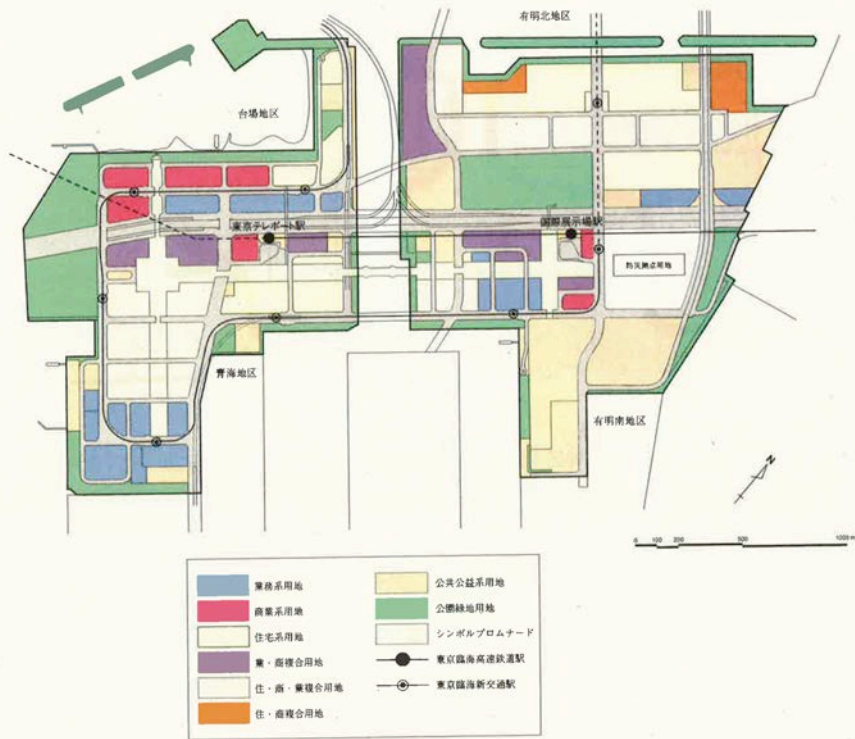 有明北地区
台場地区
東京テレポート駅
国際展示場駅
防災拠点用地
青海地区
有明南地区
N
0 100 200 500 1000m
業務系用地
商業系用地
住宅系用地
業・商複合用地
住・商・業複合用地
住・商複合用地
公共公益系用地
公園緑地用地
シンボルプロムナード
東京臨海高速鉄道駅
東京臨海新交通駅